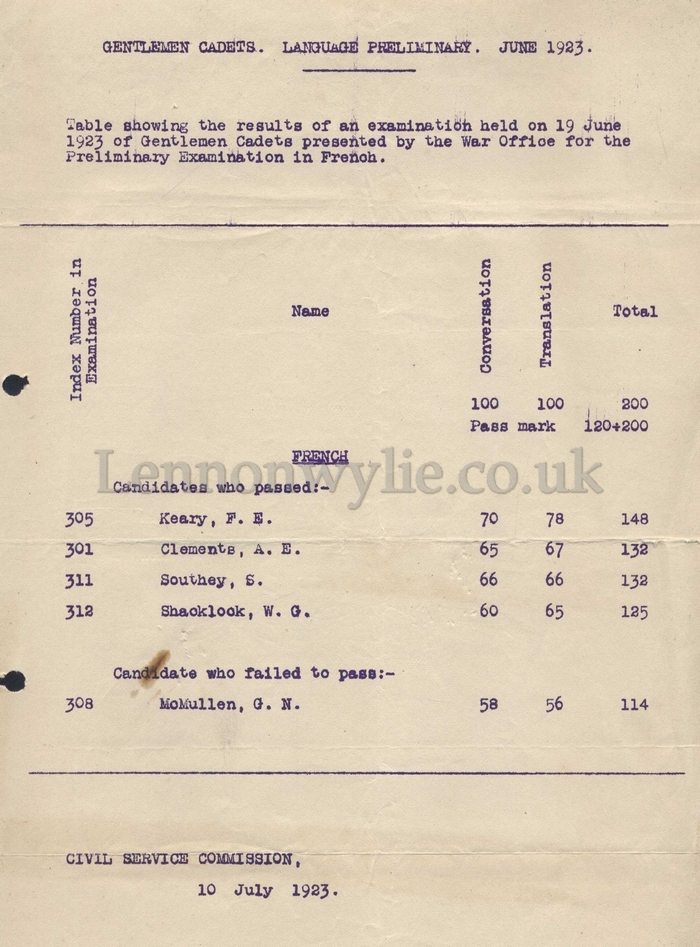 GENTLEMEN CADETS. LANGUAGE PRELIMINARY. JUNE 1923.
Table showing the results of an examination held on 19 June
1923 of Gentlemen Cadets presented by the War Office for the
Preliminary Examination in French.
Index Number in
Examination
Name
Conversation
Translation
Total
100 100 200
Pass mark 120+200
FRENCH
Lennonwylie.co.uk
Candidates who passed:-
305 Keary, F. E. 70 78 148
301 Clements, A. E. 65 67 132
311 Southey, S. 66 66 132
312 Shacklock, W. G. 60 65 125
Candidate who failed to pass:-
308 McMullen, G. N. 58 56 114
CIVIL SERVICE COMMISSION,
10 July 1923.